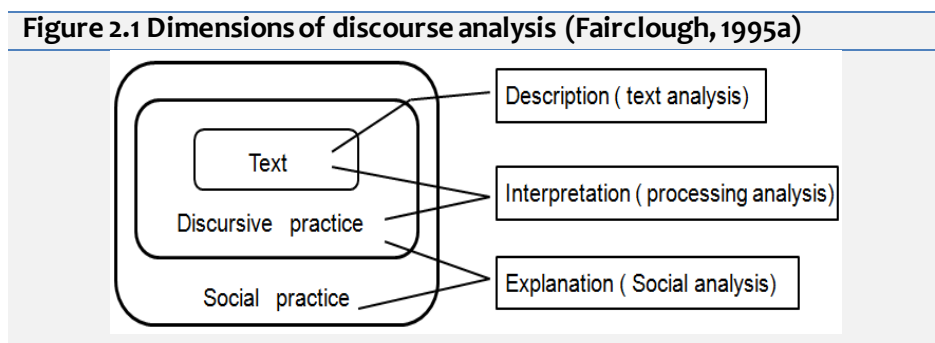 Figure 2.1 Dimensions of discourse analysis (Fairclough, 1995a)
Description ( text analysis)
Text
Interpretation ( processing analysis)
Discursive practice
Explanation ( Social analysis)
Social practice